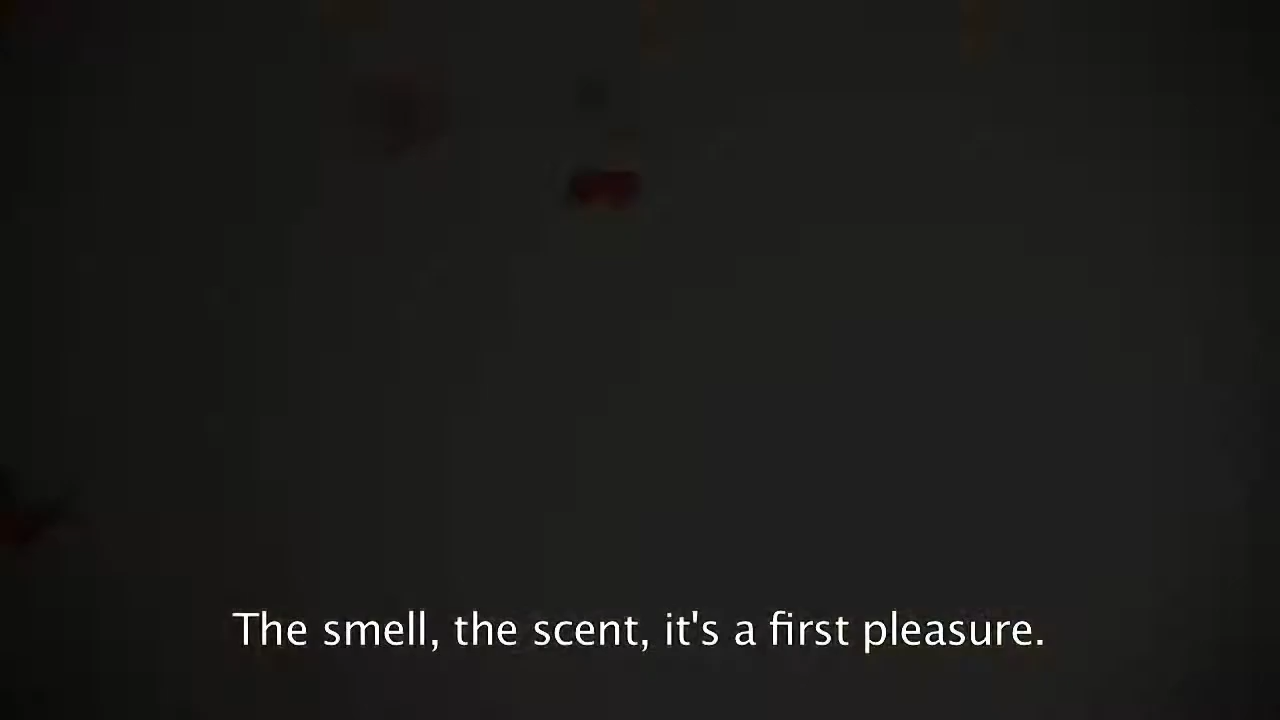 The smell, the scent, it's a first pleasure.